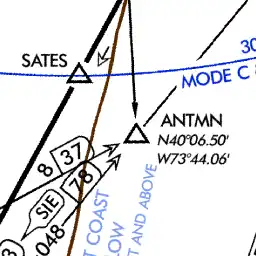 SATES
30
MODE C
ANTMN
N40°06.50'
W73°44.06'
8
37
78
SIE
048
COAST
LOW
AND ABOVE